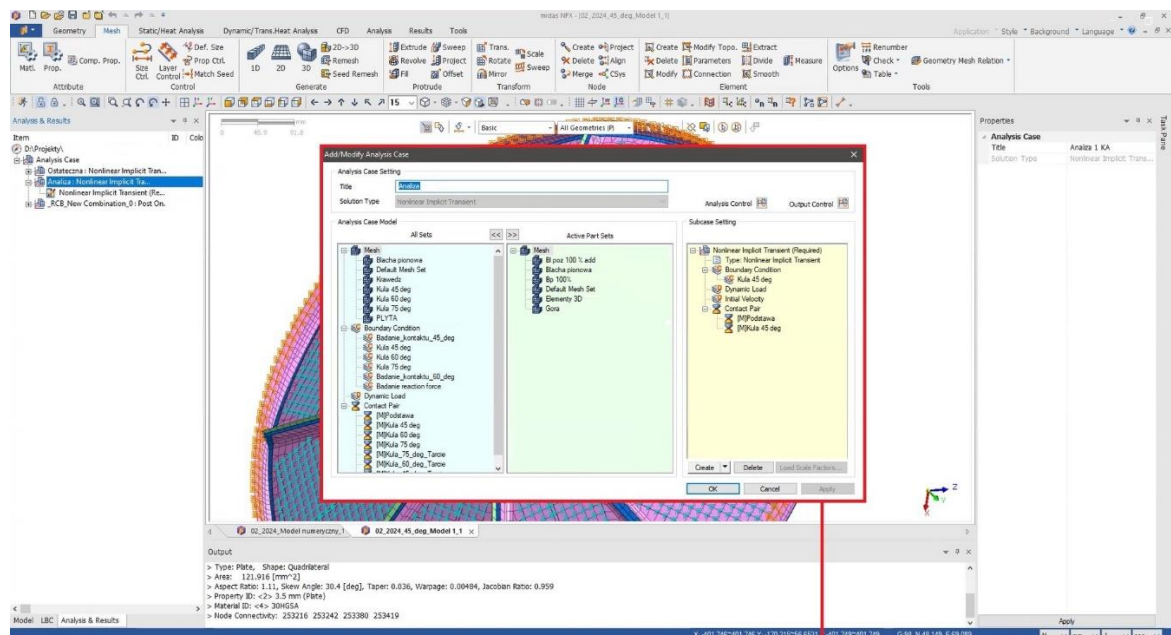 midas NFX - [02_2024_45_deg_Model 1_1]
Geometry Mesh Static/Heat Analysis Dynamic/Trans.Heat Analysis CFD Analysis Results Tools
Application Style Background Language
Matl. Prop. Comp. Prop.
Size Ctrl. Layer Control Def. Size Prop Ctrl. Match Seed
1D 2D 3D 2D->3D Remesh Seed Remesh
Extrude Sweep Revolve Project Fill Offset
Trans. Rotate Mirror Scale Sweep
Create Project Delete Align Merge CSys
Create Modify Topo. Extract Delete Parameters Divide Measure Modify Connection Smooth
Options Renumber Check Table Geometry Mesh Relation
Attribute Control Generate Protrude Transform Node Element Tools
15
Analysis & Results
Item ID Colo
D:\Projekty\
Analysis Case
Ostateczna : Nonlinear Implicit Tran...
Analiza : Nonlinear Implicit Tra...
Nonlinear Implicit Transient (Re...
_RCB_New Combination_0 : Post On.
Basic All Geometries (P)
Add/Modify Analysis Case
Analysis Case Setting
Title Analiza
Solution Type Nonlinear Implicit Transient
Analysis Control Output Control
Analysis Case Model
All Sets << >> Active Part Sets
Mesh
Blacha pionowa
Default Mesh Set
Krawedz
Kula 45 deg
Kula 60 deg
Kula 75 deg
PLYTA
Boundary Condition
Badanie_kontaktu_45_deg
Kula 45 deg
Kula 60 deg
Kula 75 deg
Badanie_kontaktu_60_deg
Badanie reaction force
Dynamic Load
Contact Pair
[M]Podstawa
[M]Kula 45 deg
[M]Kula 60 deg
[M]Kula 75 deg
[M]Kula_75_deg_Tarcie
[M]Kula_60_deg_Tarcie
Mesh
Bl poz 100 % add
Blacha pionowa
Bp 100%
Default Mesh Set
Elementy 3D
Gora
Subcase Setting
Nonlinear Implicit Transient (Required)
Type: Nonlinear Implicit Transient
Boundary Condition
Kula 45 deg
Dynamic Load
Initial Velocity
Contact Pair
[M]Podstawa
[M]Kula 45 deg
Create Delete Load Scale Factors...
OK Cancel Apply
Properties
Analysis Case
Title Analiza 1 KA
Solution Type Nonlinear Implicit Trans...
Task Pane
Z
Y
X
02_2024_Model numeryczny_1 02_2024_45_deg_Model 1_1
Output
> Type: Plate, Shape: Quadrilateral
> Area: 121.916 [mm^2]
> Aspect Ratio: 1.11, Skew Angle: 30.4 [deg], Taper: 0.036, Warpage: 0.00484, Jacobian Ratio: 0.959
> Property ID: <2> 3.5 mm (Plate)
> Material ID: <4> 30HGSA
> Node Connectivity: 253216 253242 253380 253419
Model LBC Analysis & Results
Apply